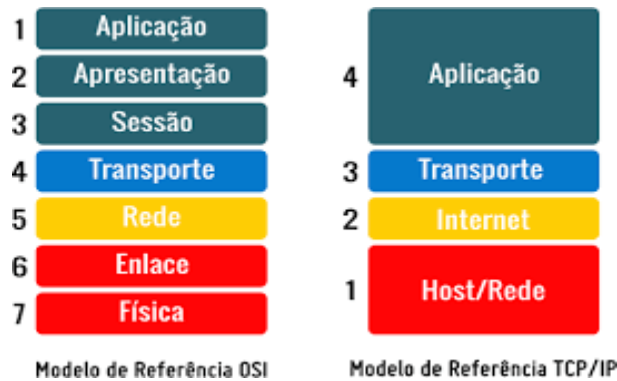 1 Aplicação
2 Apresentação
3 Sessão
4 Transporte
5 Rede
6 Enlace
7 Física
Modelo de Referência OSI
4 Aplicação
3 Transporte
2 Internet
1 Host/Rede
Modelo de Referência TCP/IP